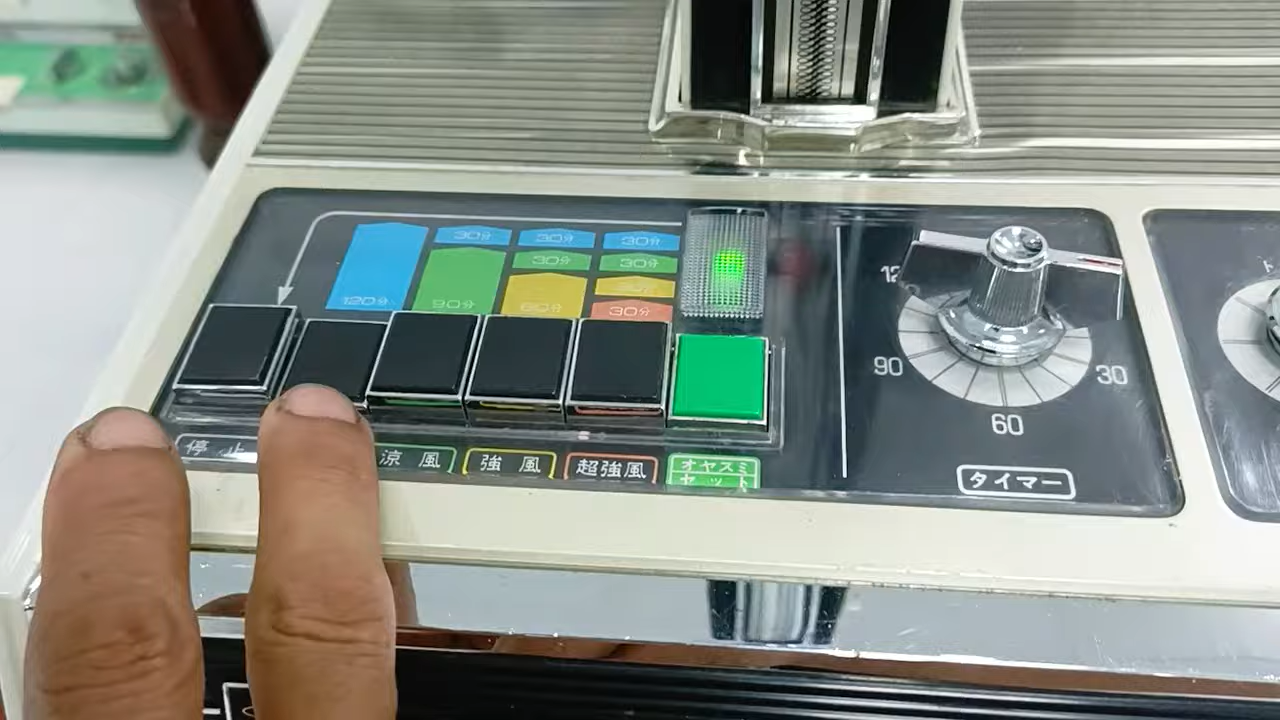 30分 30分 30分
30分 30分
120分 90分 60分 30分
停止 涼風 強風 超強風 オヤスミ
セット
90
30
60
タイマー